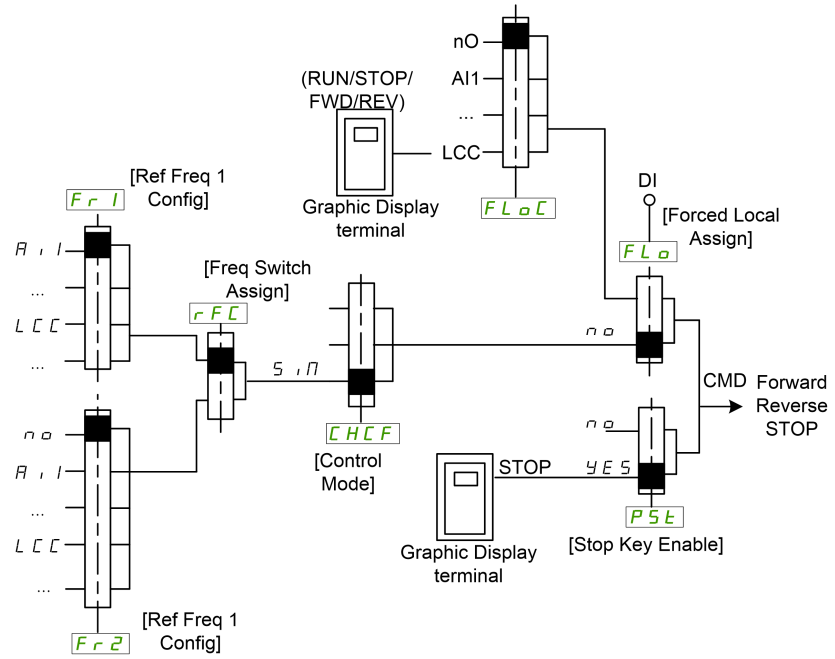 nO
AI1
...
LCC
(RUN/STOP/
FWD/REV)
Graphic Display
terminal
FLoC
DI
[Forced Local
Assign]
FLo
[Ref Freq 1
Config]
Fr1
Ai1
...
LCC
...
[Freq Switch
Assign]
rFC
SiM
no
CHCF
[Control
Mode]
CMD
Forward
Reverse
STOP
no
Ai1
...
LCC
...
no
STOP
YES
PSt
[Stop Key Enable]
Graphic Display
terminal
[Ref Freq 1
Config]
Fr2